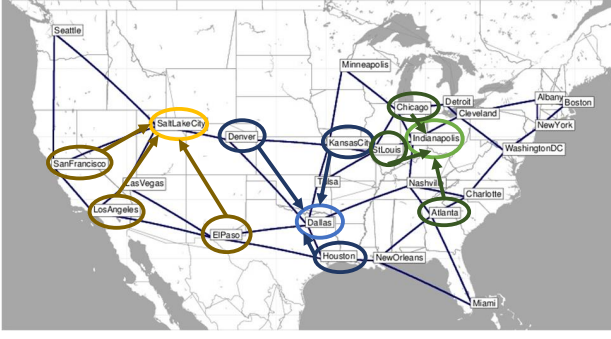 Seattle
Minneapolis
Chicago
Detroit
Albany
Boston
Cleveland
NewYork
SaltLakeCity
Denver
KansasCity
StLouis
Indianapolis
WashingtonDC
SanFrancisco
LasVegas
Tulsa
Nashville
Charlotte
LosAngeles
Dallas
Atlanta
ElPaso
Houston
NewOrleans
Miami